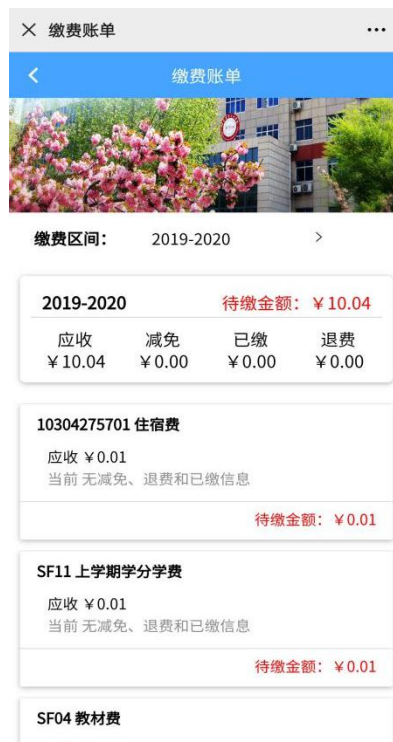 缴费账单
缴费账单
缴费区间： 2019-2020
2019-2020 待缴金额：￥10.04
应收 减免 已缴 退费
￥10.04 ￥0.00 ￥0.00 ￥0.00
10304275701 住宿费
应收 ￥0.01
当前 无减免、退费和已缴信息
待缴金额：￥0.01
SF11 上学期学分学费
应收 ￥0.01
当前 无减免、退费和已缴信息
待缴金额：￥0.01
SF04 教材费